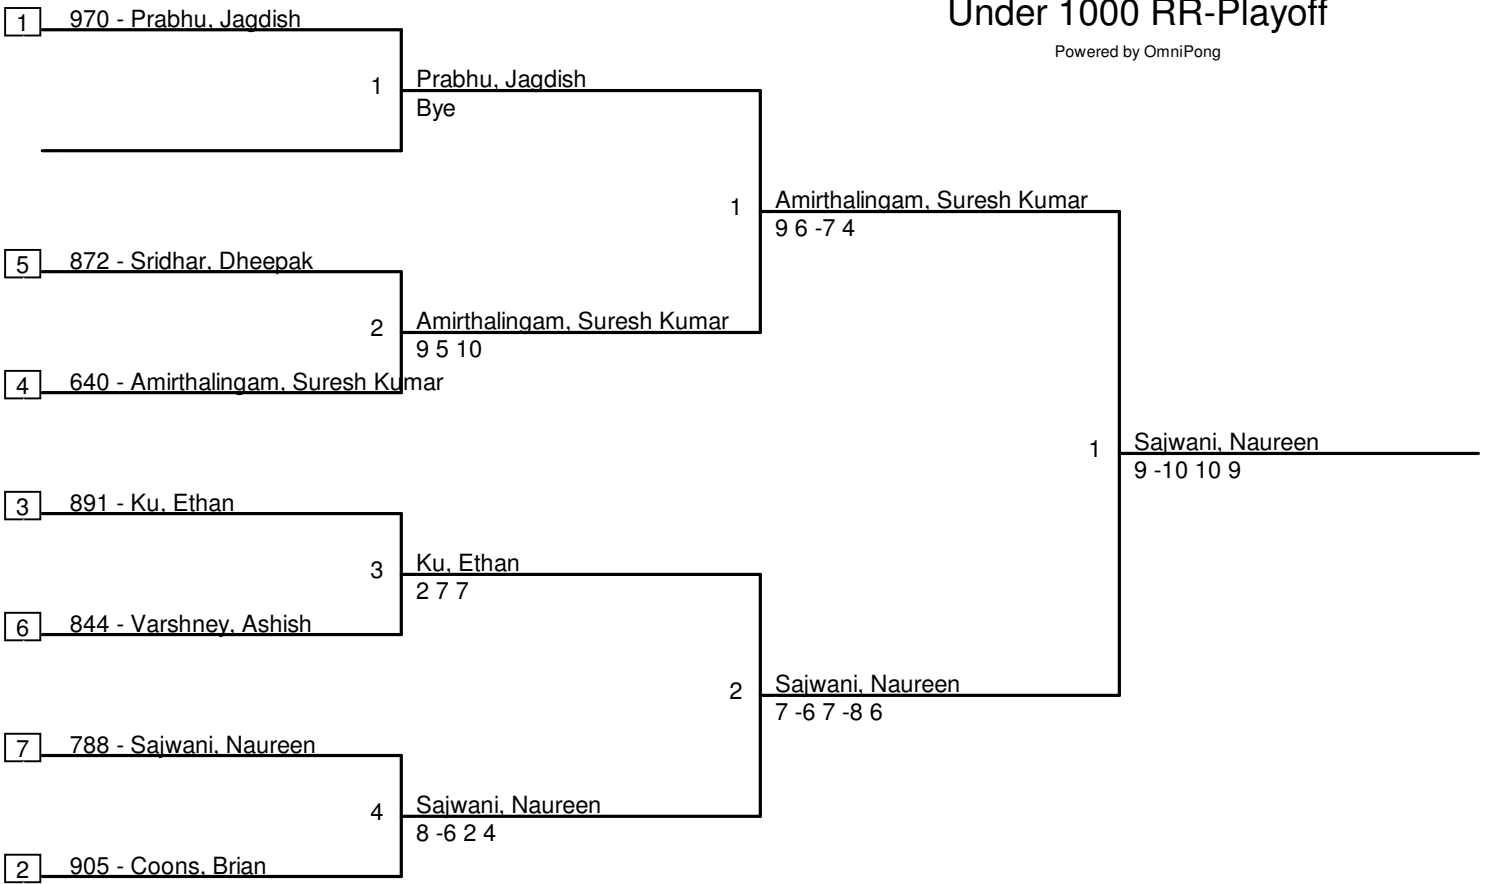 Under 1000 RR-Playoff
Powered by OmniPong
1 970 - Prabhu, Jagdish
1 Prabhu, Jagdish
Bye
1 Amirthalingam, Suresh Kumar
9 6 -7 4
5 872 - Sridhar, Dheepak
2 Amirthalingam, Suresh Kumar
9 5 10
4 640 - Amirthalingam, Suresh Kumar
1 Sajwani, Naureen
9 -10 10 9
3 891 - Ku, Ethan
3 Ku, Ethan
2 7 7
6 844 - Varshney, Ashish
2 Sajwani, Naureen
7 -6 7 -8 6
7 788 - Sajwani, Naureen
4 Sajwani, Naureen
8 -6 2 4
2 905 - Coons, Brian